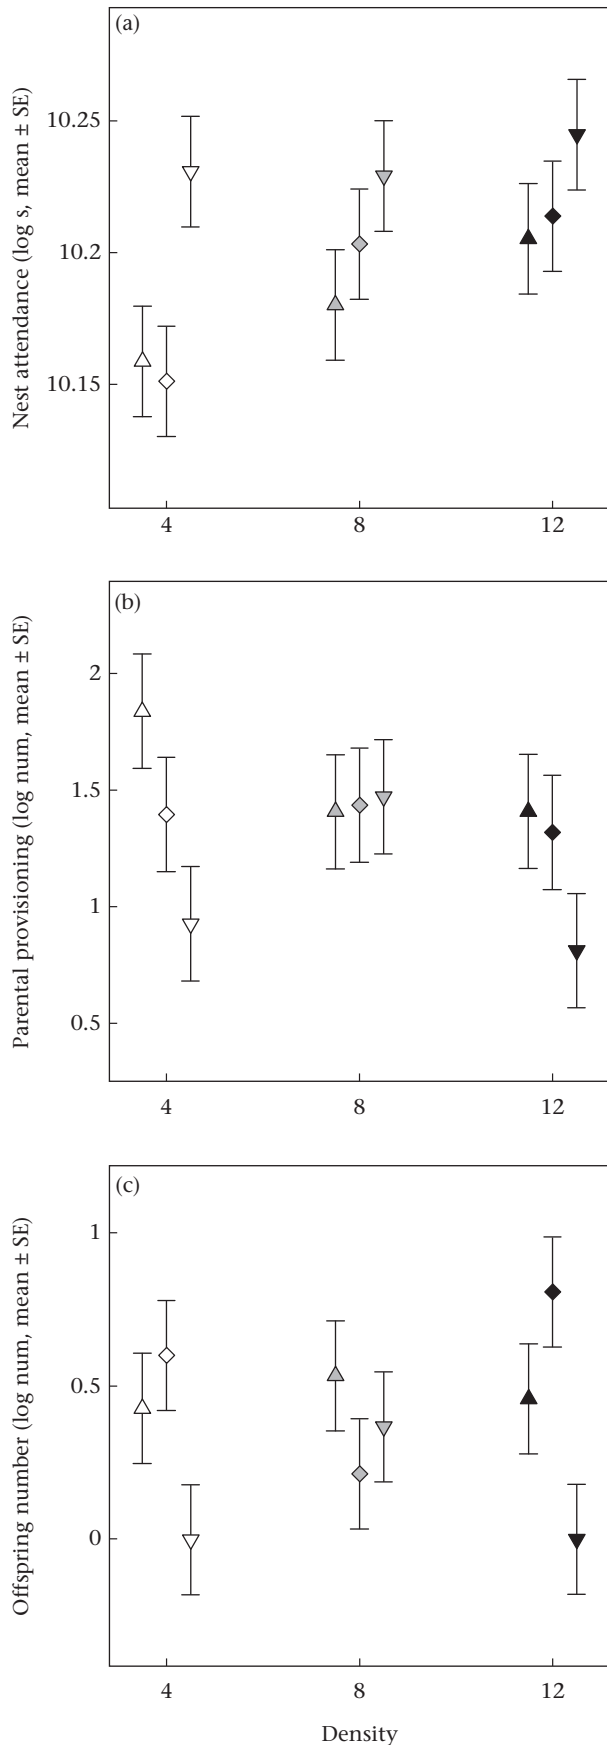 (a)
Nest attendance (log s, mean ± SE)
10.25
10.2
10.15
4 8 12
(b)
Parental provisioning (log num, mean ± SE)
2
1.5
1
0.5
4 8 12
(c)
Offspring number (log num, mean ± SE)
1
0.5
0
4 8 12
Density